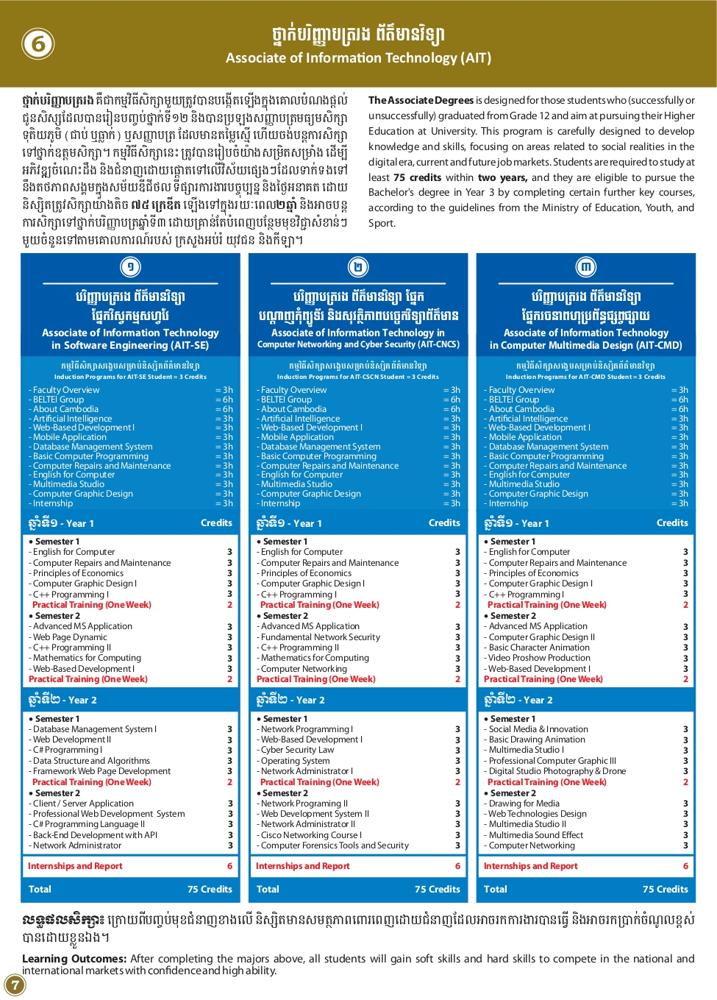 6
ថ្នាក់បរិញ្ញាបត្ររង ព័ត៌មានវិទ្យា
Associate of Information Technology (AIT)
ថ្នាក់បរិញ្ញាបត្ររង គឺជាកម្មវិធីសិក្សាមួយត្រូវបានបង្កើតឡើងក្នុងគោលបំណងផ្តល់
ជូនសិស្សដែលបានរៀនបញ្ចប់ថ្នាក់ទី១២ និងបានប្រឡងសញ្ញាបត្រមធ្យមសិក្សា
ទុតិយភូមិ (ជាប់ ឬធ្លាក់) ឬសញ្ញាបត្រ ដែលមានតម្លៃស្មើ ហើយចង់បន្តការសិក្សា
ទៅថ្នាក់ឧត្តមសិក្សា។ កម្មវិធីសិក្សានេះ ត្រូវបានរៀបចំយ៉ាងសម្រិតសម្រាំង ដើម្បី
អភិវឌ្ឍចំណេះដឹង និងជំនាញដោយផ្តោតទៅលើវិស័យផ្សេងៗដែលទាក់ទងទៅ
នឹងតថភាពសង្គមក្នុងសម័យឌីជីថល ទីផ្សារការងារបច្ចុប្បន្ន និងថ្ងៃអនាគត ដោយ
និស្សិតត្រូវសិក្សាយ៉ាងតិច ៧៥ ក្រេឌីត ឡើងទៅក្នុងរយៈពេល២ឆ្នាំ និងអាចបន្ត
ការសិក្សាទៅថ្នាក់បរិញ្ញាបត្រឆ្នាំទី៣ ដោយគ្រាន់តែបំពេញបន្ថែមមុខវិជ្ជាសំខាន់ៗ
មួយចំនួនទៅតាមគោលការណ៍របស់ ក្រសួងអប់រំ យុវជន និងកីឡា។
The Associate Degrees is designed for those students who (successfully or
unsuccessfully) graduated from Grade 12 and aim at pursuing their Higher
Education at University. This program is carefully designed to develop
knowledge and skills, focusing on areas related to social realities in the
digital era, current and future job markets. Students are required to study at
least 75 credits within two years, and they are eligible to pursue the
Bachelor's degree in Year 3 by completing certain further key courses,
according to the guidelines from the Ministry of Education, Youth, and
Sport.
១
បរិញ្ញាបត្ររង ព័ត៌មានវិទ្យា
ផ្នែកវិស្វកម្មសហ្វវែរ
Associate of Information Technology
in Software Engineering (AIT-SE)
កម្មវិធីសិក្សាសង្ខេបសម្រាប់និស្សិតព័ត៌មានវិទ្យា
Induction Programs for AIT-SE Student = 3 Credits
- Faculty Overview = 3h
- BELTEI Group = 6h
- About Cambodia = 6h
- Artificial Intelligence = 3h
- Web-Based Development I = 3h
- Mobile Application = 3h
- Database Management System = 3h
- Basic Computer Programming = 3h
- Computer Repairs and Maintenance = 3h
- English for Computer = 3h
- Multimedia Studio = 3h
- Computer Graphic Design = 3h
- Internship = 3h
ឆ្នាំទី១ - Year 1 Credits
• Semester 1
- English for Computer 3
- Computer Repairs and Maintenance 3
- Principles of Economics 3
- Computer Graphic Design I 3
- C++ Programming I 3
Practical Training (One Week) 2
• Semester 2
- Advanced MS Application 3
- Web Page Dynamic 3
- C++ Programming II 3
- Mathematics for Computing 3
- Web-Based Development I 3
Practical Training (One Week) 2
ឆ្នាំទី២ - Year 2
• Semester 1
- Database Management System I 3
- Web Development II 3
- C# Programming I 3
- Data Structure and Algorithms 3
- Framework Web Page Development 3
Practical Training (One Week) 2
• Semester 2
- Client / Server Application 3
- Professional Web Development System 3
- C# Programming Language II 3
- Back-End Development with API 3
- Network Administrator 3
Internships and Report 6
Total 75 Credits
២
បរិញ្ញាបត្ររង ព័ត៌មានវិទ្យា ផ្នែក
បណ្តាញកុំព្យូទ័រ និងសុវត្ថិភាពបច្ចេកវិទ្យាព័ត៌មាន
Associate of Information Technology in
Computer Networking and Cyber Security (AIT-CNCS)
កម្មវិធីសិក្សាសង្ខេបសម្រាប់និស្សិតព័ត៌មានវិទ្យា
Induction Programs for AIT-CSCN Student = 3 Credits
- Faculty Overview = 3h
- BELTEI Group = 6h
- About Cambodia = 6h
- Artificial Intelligence = 3h
- Web-Based Development I = 3h
- Mobile Application = 3h
- Database Management System = 3h
- Basic Computer Programming = 3h
- Computer Repairs and Maintenance = 3h
- English for Computer = 3h
- Multimedia Studio = 3h
- Computer Graphic Design = 3h
- Internship = 3h
ឆ្នាំទី១ - Year 1 Credits
• Semester 1
- English for Computer 3
- Computer Repairs and Maintenance 3
- Principles of Economics 3
- Computer Graphic Design I 3
- C++ Programming I 3
Practical Training (One Week) 2
• Semester 2
- Advanced MS Application 3
- Fundamental Network Security 3
- C++ Programming II 3
- Mathematics for Computing 3
- Computer Networking 3
Practical Training (One Week) 2
ឆ្នាំទី២ - Year 2
• Semester 1
- Network Programming I 3
- Web-Based Development I 3
- Cyber Security Law 3
- Operating System 3
- Network Administrator I 3
Practical Training (One Week) 2
• Semester 2
- Network Programing II 3
- Web Development System II 3
- Network Administrator II 3
- Cisco Networking Course I 3
- Computer Forensics Tools and Security 3
Internships and Report 6
Total 75 Credits
៣
បរិញ្ញាបត្ររង ព័ត៌មានវិទ្យា
ផ្នែករចនាពហុប្រព័ន្ធផ្សព្វផ្សាយ
Associate of Information Technology
in Computer Multimedia Design (AIT-CMD)
កម្មវិធីសិក្សាសង្ខេបសម្រាប់និស្សិតព័ត៌មានវិទ្យា
Induction Programs for AIT-CMD Student = 3 Credits
- Faculty Overview = 3h
- BELTEI Group = 6h
- About Cambodia = 6h
- Artificial Intelligence = 3h
- Web-Based Development I = 3h
- Mobile Application = 3h
- Database Management System = 3h
- Basic Computer Programming = 3h
- Computer Repairs and Maintenance = 3h
- English for Computer = 3h
- Multimedia Studio = 3h
- Computer Graphic Design = 3h
- Internship = 3h
ឆ្នាំទី១ - Year 1 Credits
• Semester 1
- English for Computer 3
- Computer Repairs and Maintenance 3
- Principles of Economics 3
- Computer Graphic Design I 3
- C++ Programming I 3
Practical Training (One Week) 2
• Semester 2
- Advanced MS Application 3
- Computer Graphic Design II 3
- Basic Character Animation 3
- Video Proshow Production 3
- Web-Based Development I 3
Practical Training (One Week) 2
ឆ្នាំទី២ - Year 2
• Semester 1
- Social Media & Innovation 3
- Basic Drawing Animation 3
- Multimedia Studio I 3
- Professional Computer Graphic III 3
- Digital Studio Photography & Drone 3
Practical Training (One Week) 2
• Semester 2
- Drawing for Media 3
- Web Technologies Design 3
- Multimedia Studio II 3
- Multimedia Sound Effect 3
- Computer Networking 3
Internships and Report 6
Total 75 Credits
លទ្ធផលសិក្សា៖ ក្រោយពីបញ្ចប់មុខជំនាញខាងលើ និស្សិតមានសមត្ថភាពពោរពេញដោយជំនាញដែលអាចរកការងារបានធ្វើ និងអាចរកប្រាក់ចំណូលខ្ពស់
បានដោយខ្លួនឯង។
Learning Outcomes: After completing the majors above, all students will gain soft skills and hard skills to compete in the national and
international markets with confidence and high ability.
7